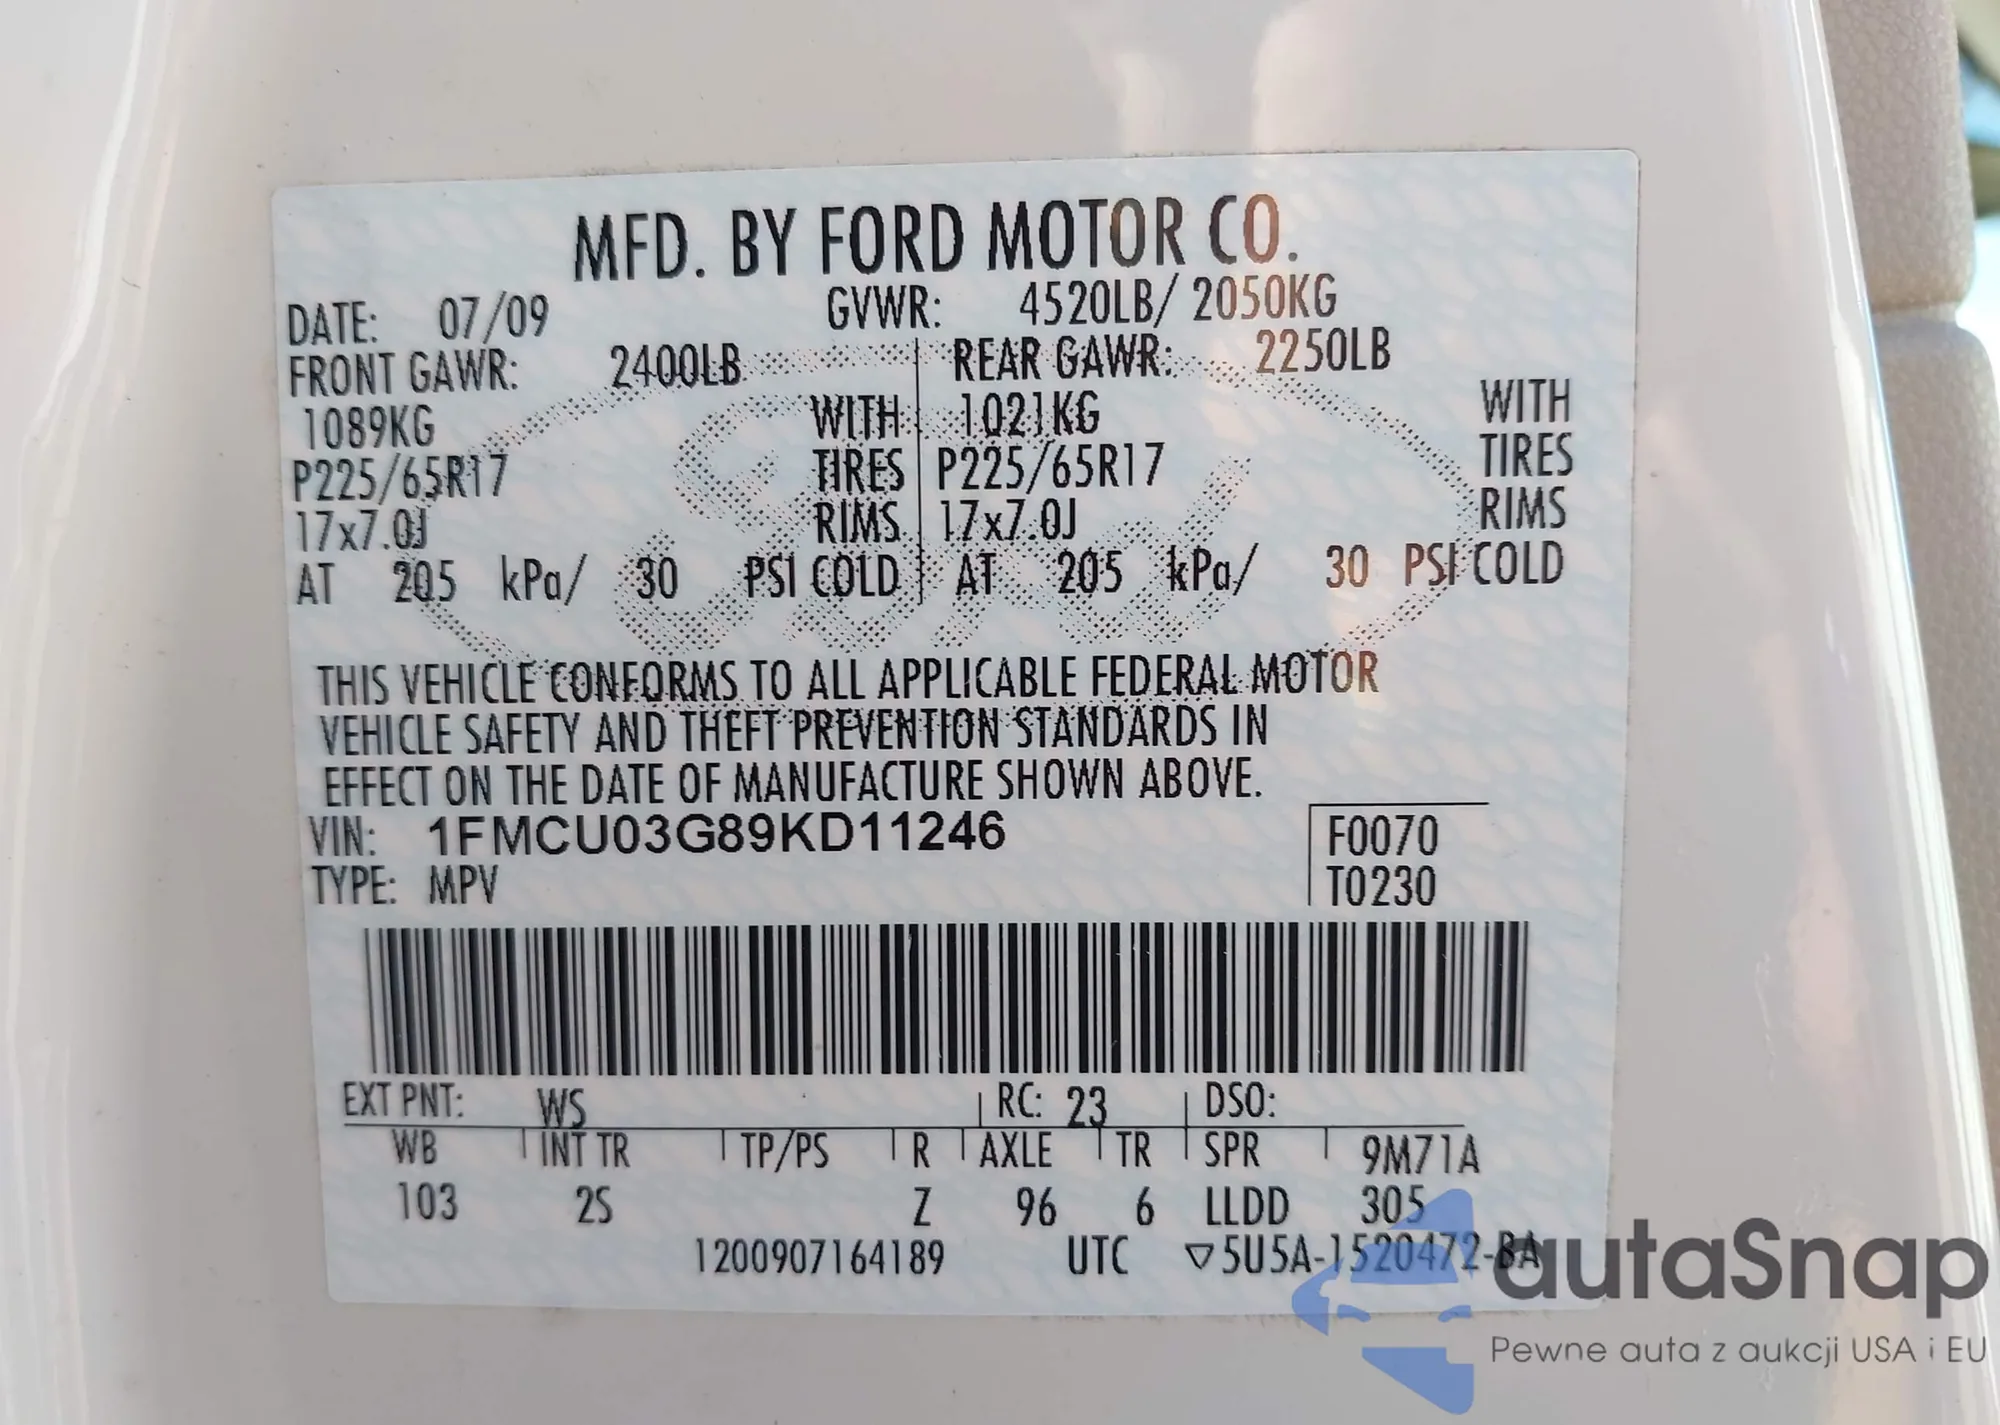 MFD. BY FORD MOTOR CO.
DATE: 07/09 GVWR: 4520LB/ 2050KG
FRONT GAWR: 2400LB REAR GAWR: 2250LB
1089KG WITH 1021KG WITH
P225/65R17 TIRES P225/65R17 TIRES
17x7.0J RIMS 17x7.0J RIMS
AT 205 kPa/ 30 PSI COLD AT 205 kPa/ 30 PSI COLD
THIS VEHICLE CONFORMS TO ALL APPLICABLE FEDERAL MOTOR
VEHICLE SAFETY AND THEFT PREVENTION STANDARDS IN
EFFECT ON THE DATE OF MANUFACTURE SHOWN ABOVE.
VIN: 1FMCU03G89KD11246 F0070
TYPE: MPV T0230
EXT PNT: WS RC: 23 DSO:
WB INT TR TP/PS R AXLE TR SPR 9M71A
103 2S Z 96 6 LLDD 305
1200907164189 UTC ▽5U5A-1520472-BA
autaSnap
Pewne auta z aukcji USA i EU